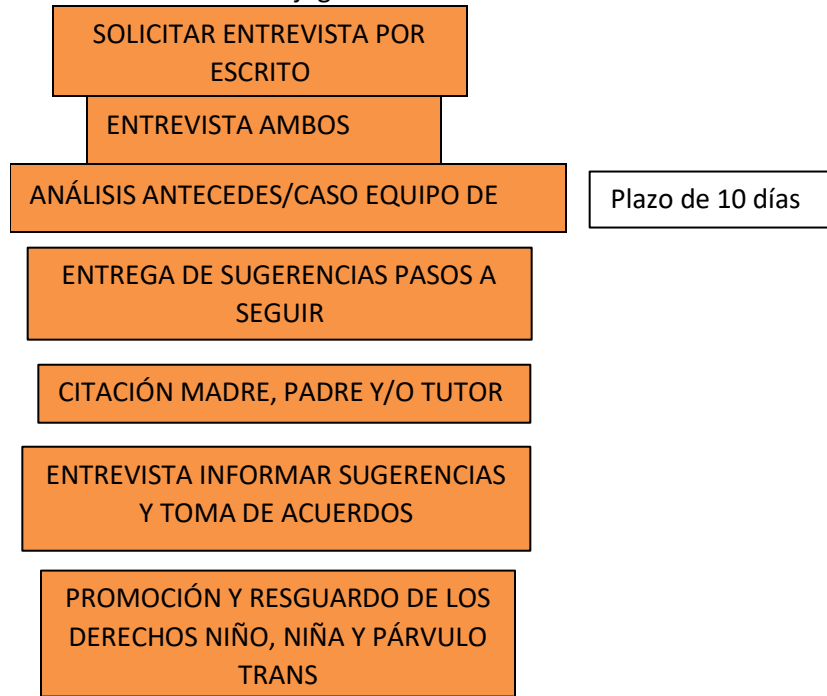 SOLICITAR ENTREVISTA POR
ESCRITO
ENTREVISTA AMBOS
ANÁLISIS ANTECEDES/CASO EQUIPO DE
Plazo de 10 días
ENTREGA DE SUGERENCIAS PASOS A
SEGUIR
CITACIÓN MADRE, PADRE Y/O TUTOR
ENTREVISTA INFORMAR SUGERENCIAS
Y TOMA DE ACUERDOS
PROMOCIÓN Y RESGUARDO DE LOS
DERECHOS NIÑO, NIÑA Y PÁRVULO
TRANS